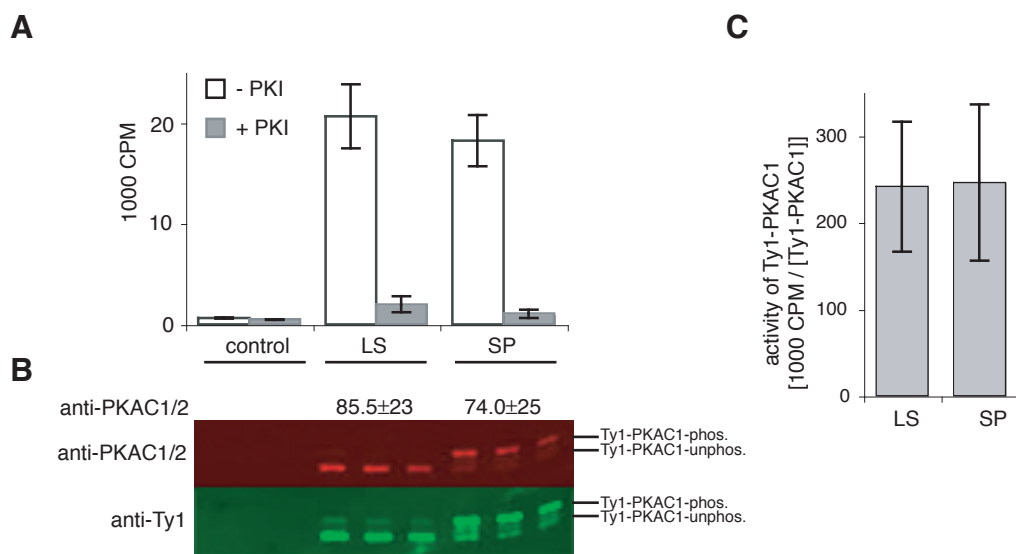 A
1000 CPM
20
10
0
- PKI
+ PKI
control
LS
SP
B
anti-PKAC1/2
85.5±23
74.0±25
anti-PKAC1/2
Ty1-PKAC1-phos.
Ty1-PKAC1-unphos.
anti-Ty1
Ty1-PKAC1-phos.
Ty1-PKAC1-unphos.
C
activity of Ty1-PKAC1
[1000 CPM / [Ty1-PKAC1]]
300
200
100
0
LS
SP